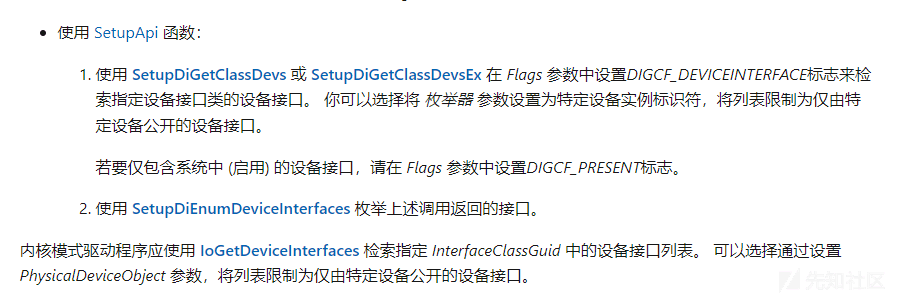 • 使用 SetupApi 函数：
1. 使用 SetupDiGetClassDevs 或 SetupDiGetClassDevsEx 在 Flags 参数中设置DIGCF_DEVICEINTERFACE标志来检
索指定设备接口类的设备接口。 你可以选择将 枚举器 参数设置为特定设备实例标识符，将列表限制为仅由特
定设备公开的设备接口。
若要仅包含系统中 (启用) 的设备接口，请在 Flags 参数中设置DIGCF_PRESENT标志。
2. 使用 SetupDiEnumDeviceInterfaces 枚举上述调用返回的接口。
内核模式驱动程序应使用 IoGetDeviceInterfaces 检索指定 InterfaceClassGuid 中的设备接口列表。 可以选择通过设置
PhysicalDeviceObject 参数，将列表限制为仅由特定设备公开的设备接口。
先知社区